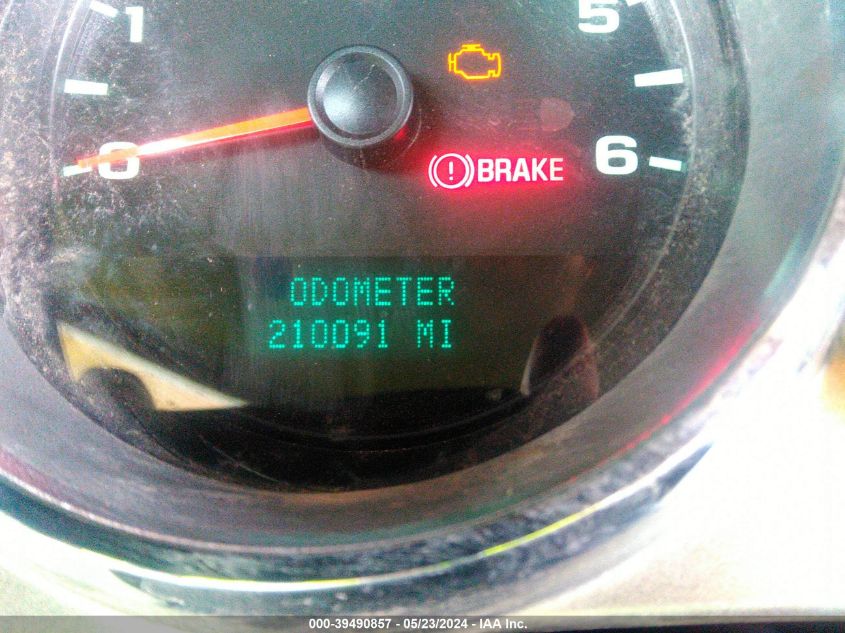 1 5
0 6
BRAKE
ODOMETER
210091 MI
000-39490857 - 05/23/2024 - IAA Inc.